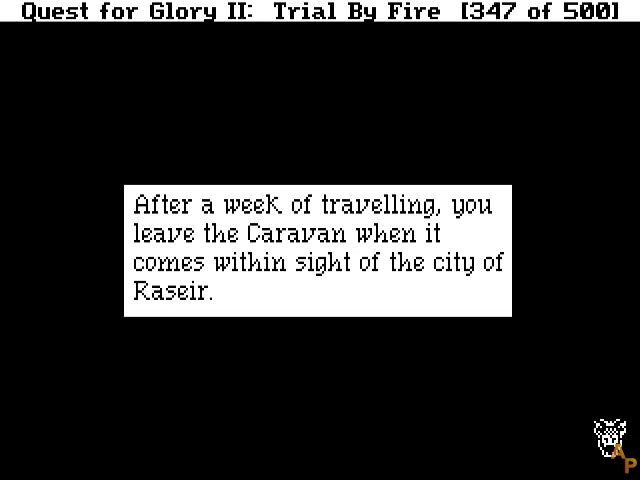 Quest for Glory II: Trial By Fire [347 of 500]
After a week of travelling, you
leave the Caravan when it
comes within sight of the city of
Raseir.
AP